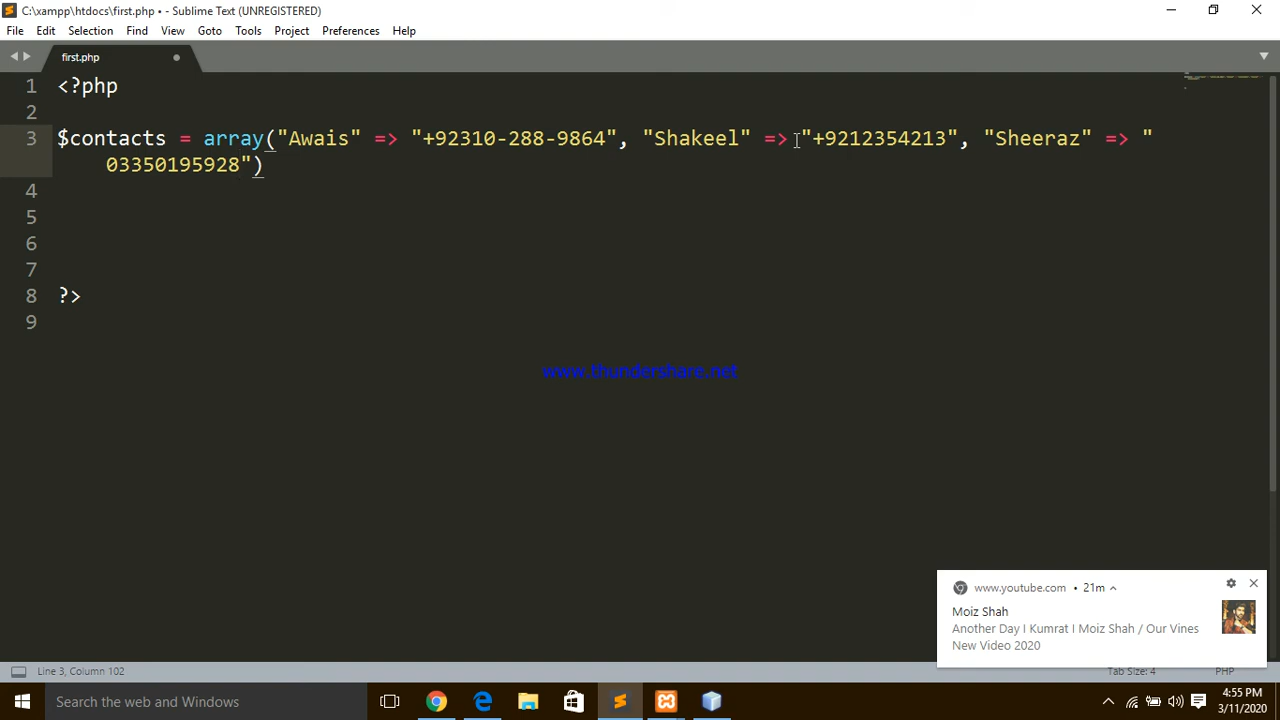 C:\xampp\htdocs\first.php • - Sublime Text (UNREGISTERED)
File Edit Selection Find View Goto Tools Project Preferences Help
first.php
1 <?php
2
3 $contacts = array("Awais" => "+92310-288-9864", "Shakeel" => "+9212354213", "Sheeraz" => "
03350195928")
4
5
6
7
8 ?>
9
www.thundershare.net
www.youtube.com • 21m
Moiz Shah
Another Day I Kumrat I Moiz Shah / Our Vines
New Video 2020
Line 3, Column 102 Tab Size: 4 PHP
Search the web and Windows
4:55 PM
3/11/2020